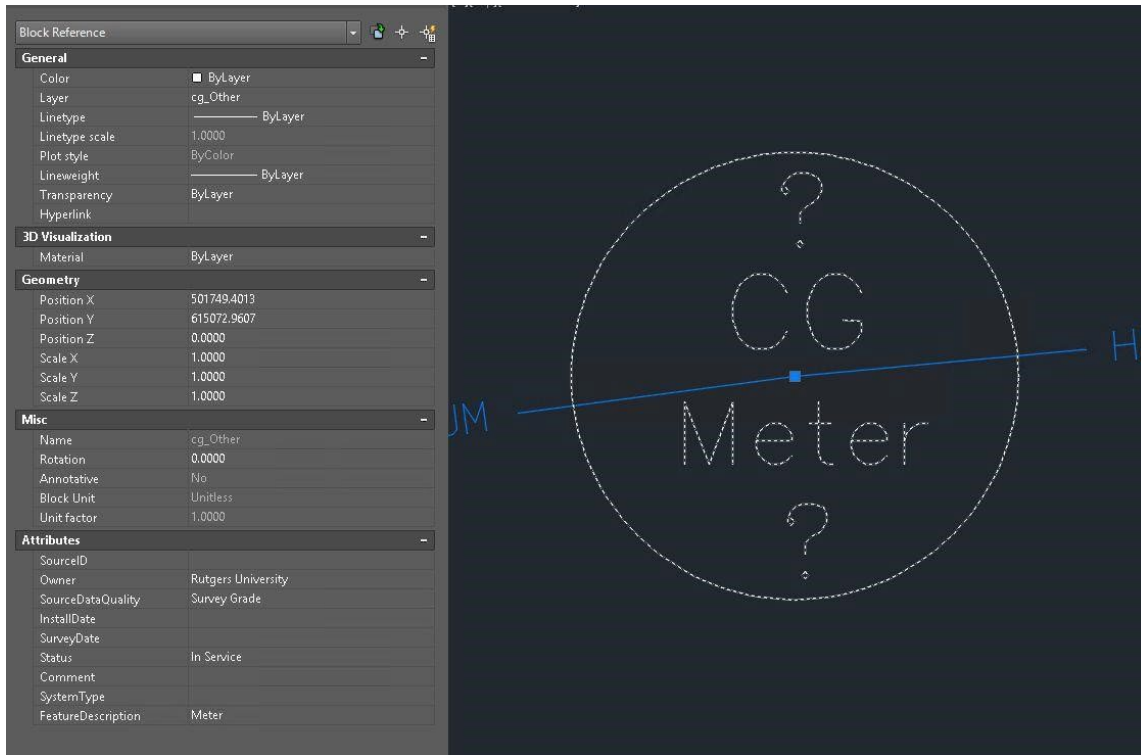 Block Reference
General
Color ByLayer
Layer cg_Other
Linetype ByLayer
Linetype scale 1.0000
Plot style ByColor
Lineweight ByLayer
Transparency ByLayer
Hyperlink
3D Visualization
Material ByLayer
Geometry
Position X 501749.4013
Position Y 615072.9607
Position Z 0.0000
Scale X 1.0000
Scale Y 1.0000
Scale Z 1.0000
Misc
Name cg_Other
Rotation 0.0000
Annotative No
Block Unit Unitless
Unit factor 1.0000
Attributes
SourceID
Owner Rutgers University
SourceDataQuality Survey Grade
InstallDate
SurveyDate
Status In Service
Comment
SystemType
FeatureDescription Meter
?
CG
H
UM
Meter
?